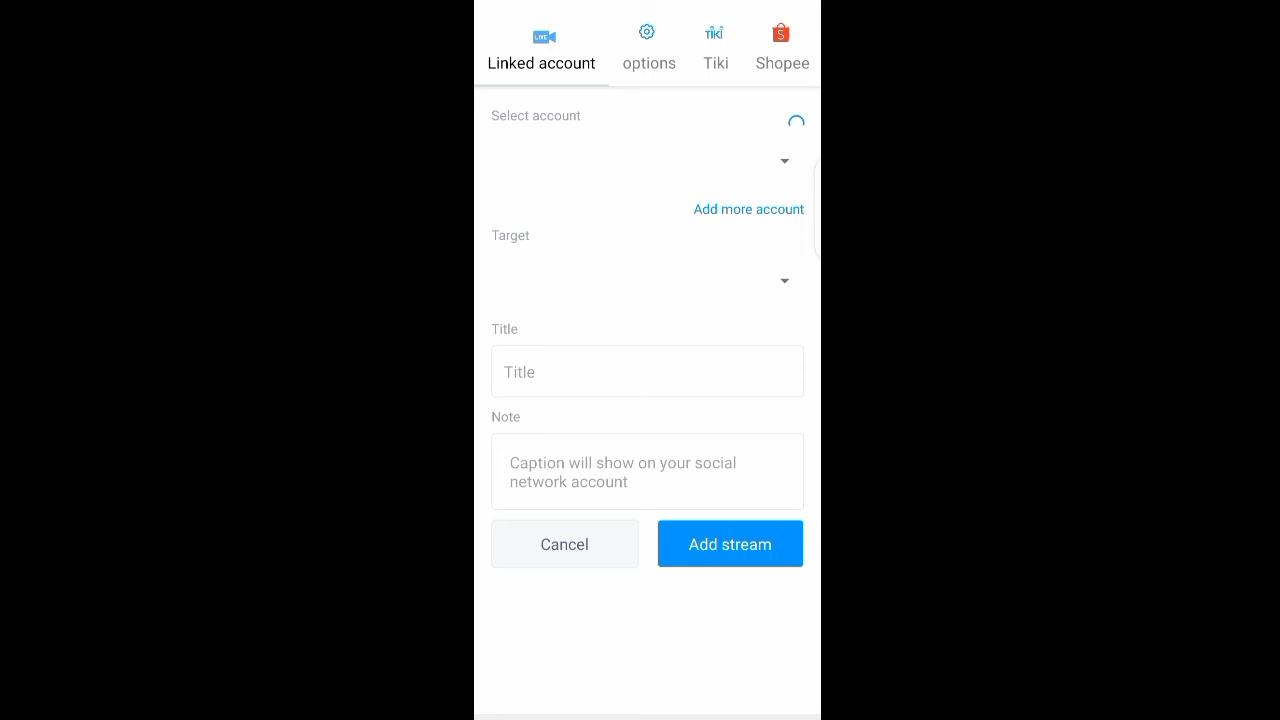 LIVE
Linked account
options
TIKI
Tiki
S
Shopee
Select account
Add more account
Target
Title
Title
Note
Caption will show on your social
network account
Cancel
Add stream